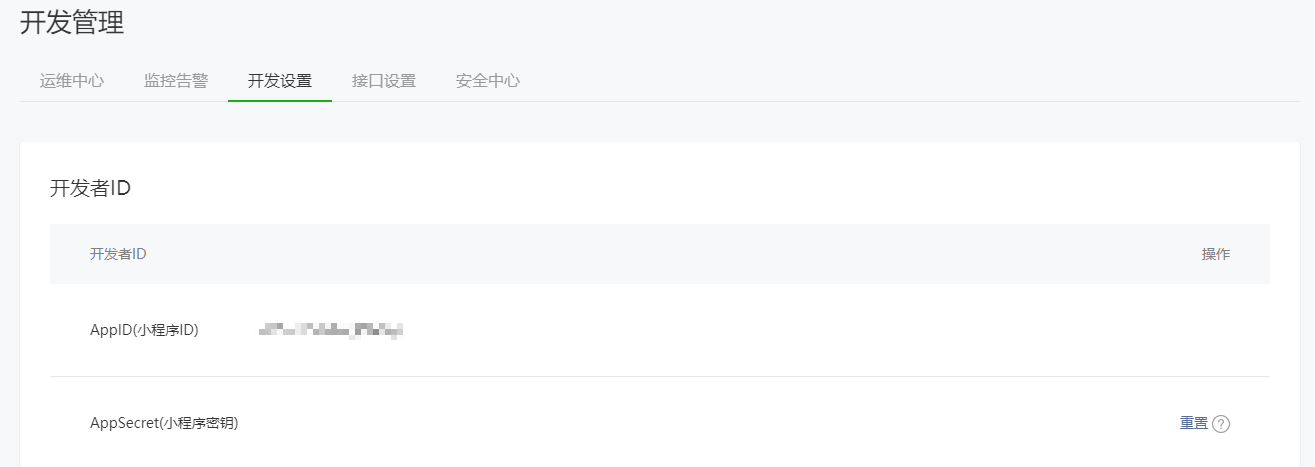 开发管理
运维中心 监控告警 开发设置 接口设置 安全中心
开发者ID
开发者ID 操作
AppID(小程序ID)
AppSecret(小程序密钥) 重置 ?